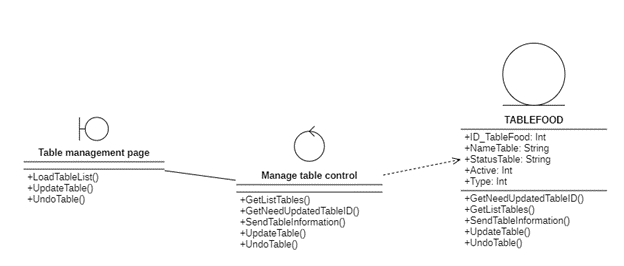 Table management page
+LoadTableList()
+UpdateTable()
+UndoTable()
Manage table control
+GetListTables()
+GetNeedUpdatedTableID()
+SendTableInformation()
+UpdateTable()
+UndoTable()
TABLEFOOD
+ID_TableFood: Int
+NameTable: String
+StatusTable: String
+Active: Int
+Type: Int
+GetNeedUpdatedTableID()
+GetListTables()
+SendTableInformation()
+UpdateTable()
+UndoTable()